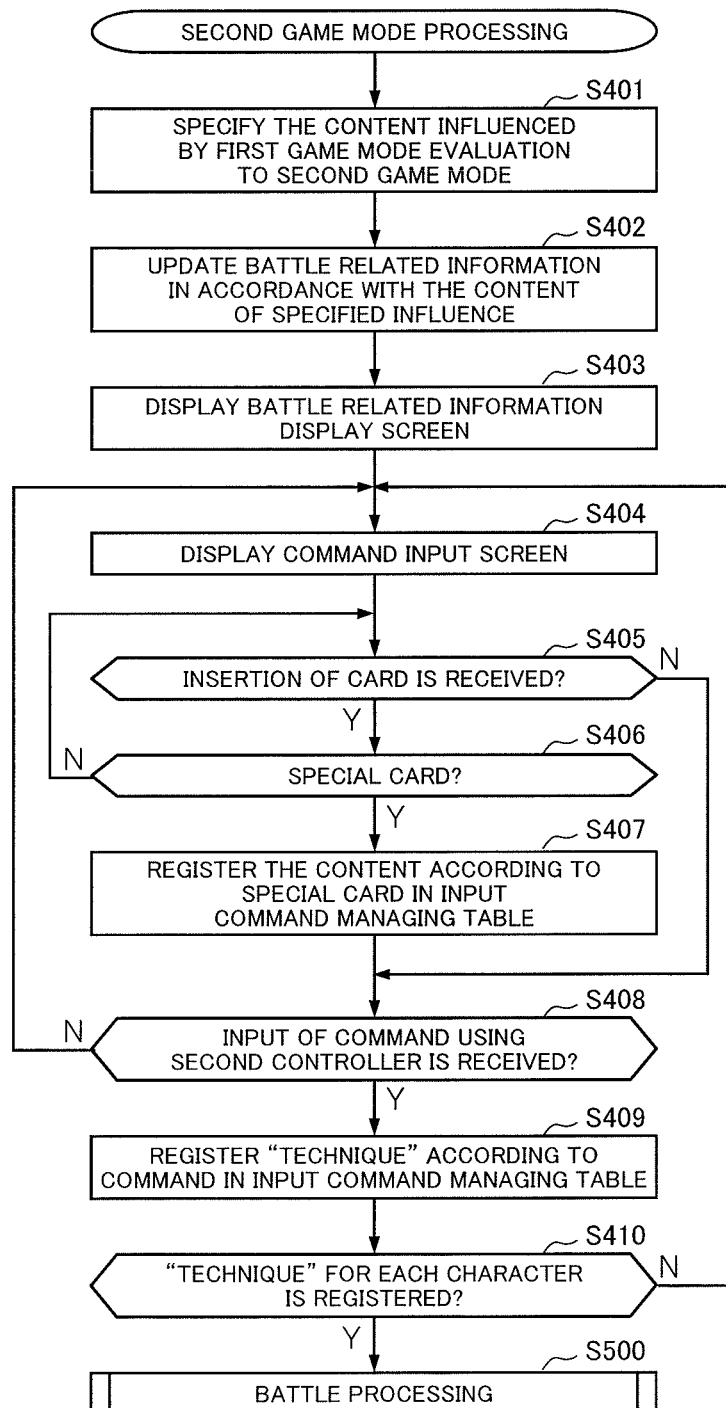 SECOND GAME MODE PROCESSING
S401
SPECIFY THE CONTENT INFLUENCED
BY FIRST GAME MODE EVALUATION
TO SECOND GAME MODE
S402
UPDATE BATTLE RELATED INFORMATION
IN ACCORDANCE WITH THE CONTENT
OF SPECIFIED INFLUENCE
S403
DISPLAY BATTLE RELATED INFORMATION
DISPLAY SCREEN
S404
DISPLAY COMMAND INPUT SCREEN
S405
INSERTION OF CARD IS RECEIVED?
N
Y
S406
N
SPECIAL CARD?
Y
S407
REGISTER THE CONTENT ACCORDING TO
SPECIAL CARD IN INPUT
COMMAND MANAGING TABLE
S408
N
INPUT OF COMMAND USING
SECOND CONTROLLER IS RECEIVED?
Y
S409
REGISTER “TECHNIQUE” ACCORDING TO
COMMAND IN INPUT COMMAND MANAGING TABLE
S410
“TECHNIQUE” FOR EACH CHARACTER
IS REGISTERED?
N
Y
S500
BATTLE PROCESSING